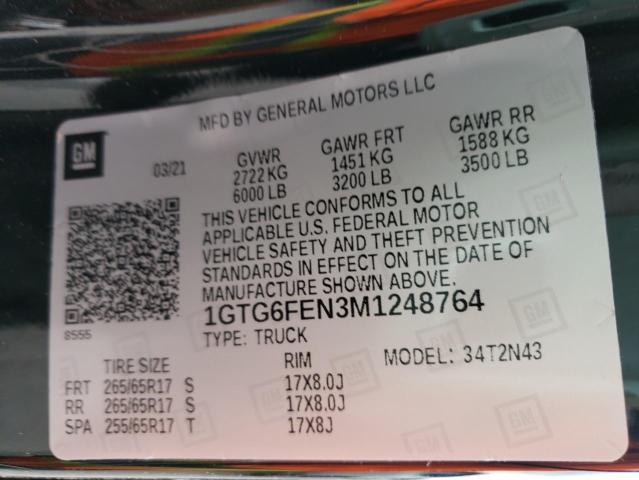 MFD BY GENERAL MOTORS LLC
GM
03/21
GVWR GAWR FRT GAWR RR
2722 KG 1451 KG 1588 KG
6000 LB 3200 LB 3500 LB
THIS VEHICLE CONFORMS TO ALL
APPLICABLE U.S. FEDERAL MOTOR
VEHICLE SAFETY AND THEFT PREVENTION
STANDARDS IN EFFECT ON THE DATE OF
MANUFACTURE SHOWN ABOVE.
8555
1GTG6FEN3M1248764
TYPE: TRUCK
TIRE SIZE RIM MODEL: 34T2N43
FRT 265/65R17 S 17X8.0J
RR 265/65R17 S 17X8.0J
SPA 255/65R17 T 17X8J